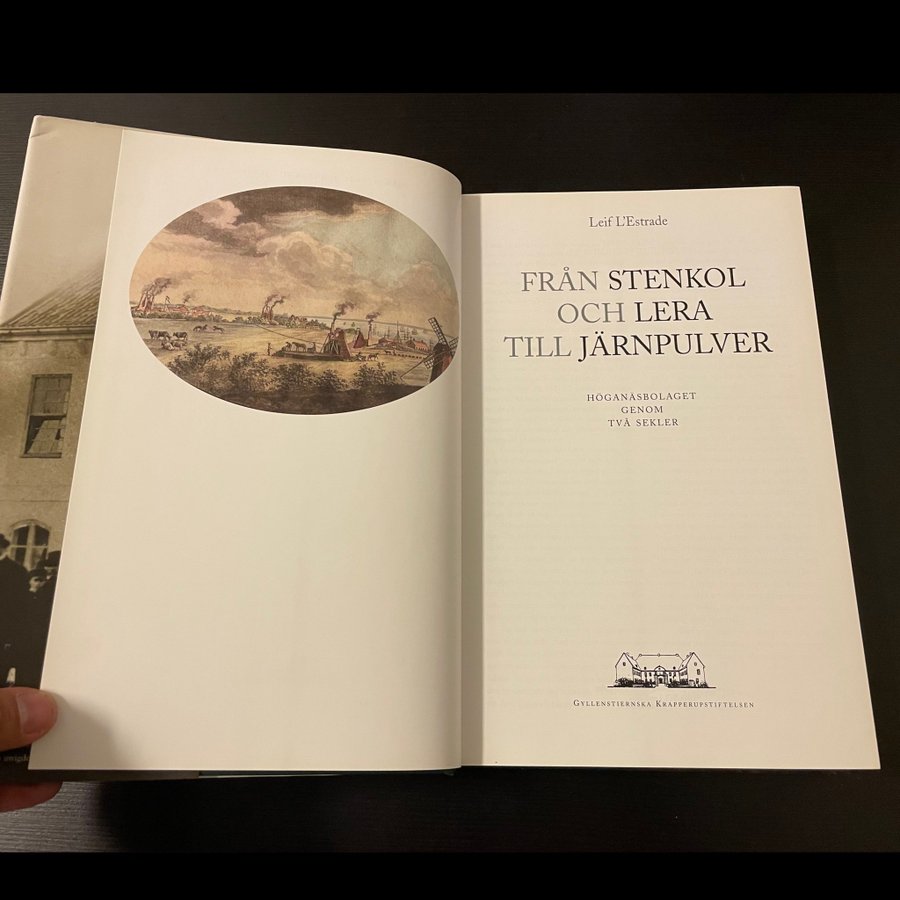 Leif L'Estrade
FRÅN STENKOL
OCH LERA
TILL JÄRNPULVER
HÖGANÄSBOLAGET
GENOM
TVÅ SEKLER
GYLLENSTIERNSKA KRAPPERUPSTIFTELSEN